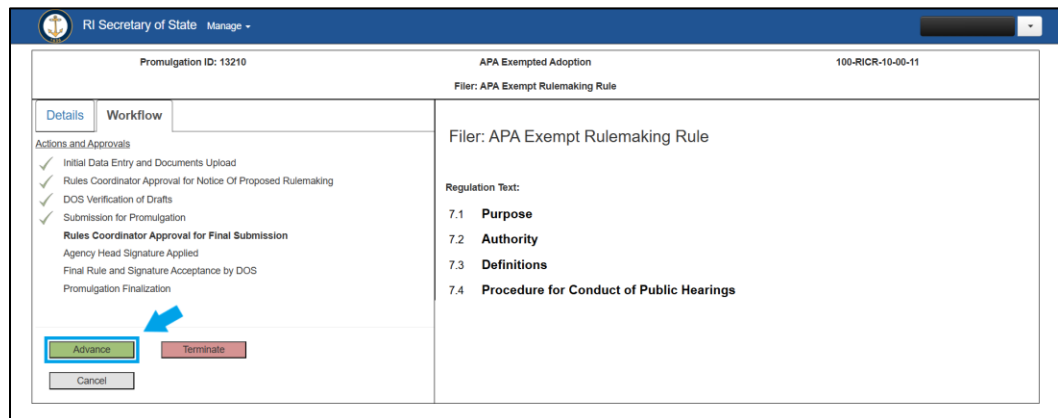 RI Secretary of State Manage
Promulgation ID: 13210 APA Exempted Adoption 100-RICR-10-00-11
Filer: APA Exempt Rulemaking Rule
Details Workflow
Actions and Approvals
Initial Data Entry and Documents Upload
Rules Coordinator Approval for Notice Of Proposed Rulemaking
DOS Verification of Drafts
Submission for Promulgation
Rules Coordinator Approval for Final Submission
Agency Head Signature Applied
Final Rule and Signature Acceptance by DOS
Promulgation Finalization
Advance Terminate
Cancel
Filer: APA Exempt Rulemaking Rule
Regulation Text:
7.1 Purpose
7.2 Authority
7.3 Definitions
7.4 Procedure for Conduct of Public Hearings